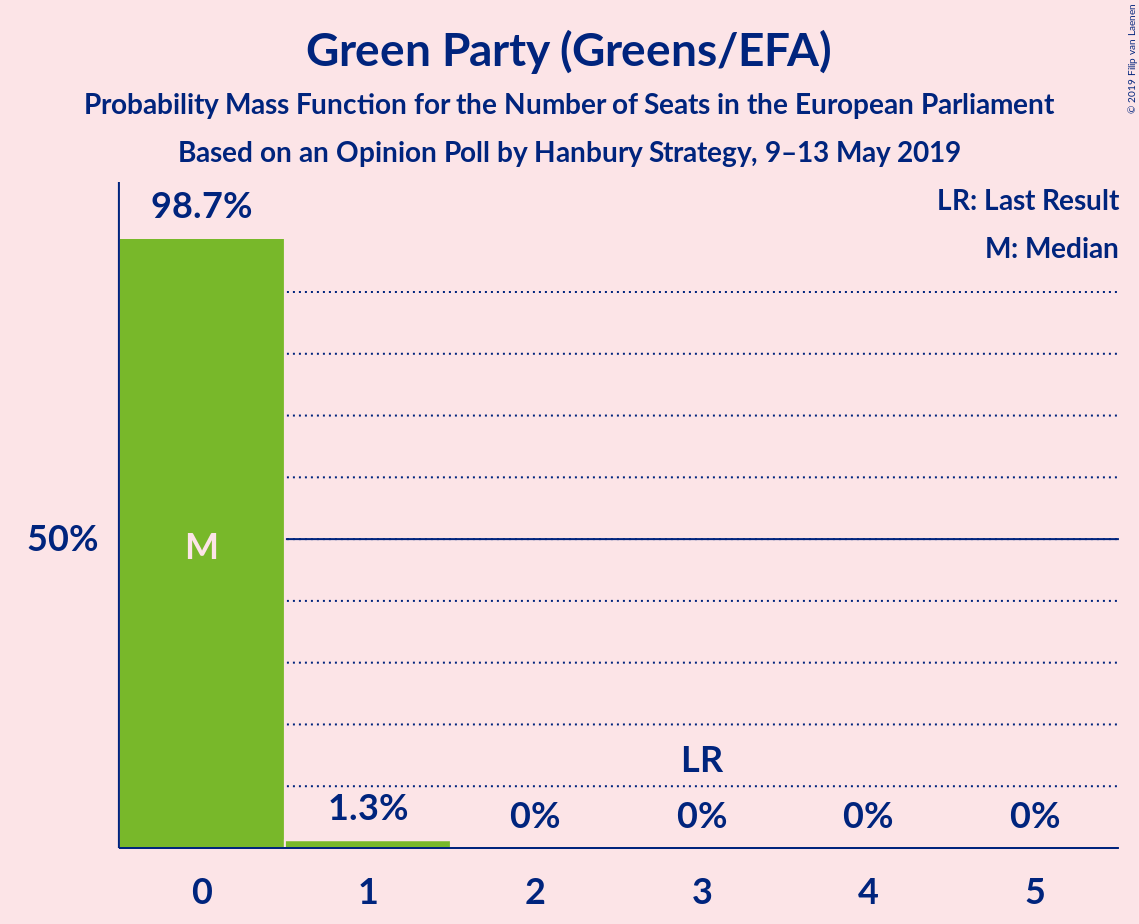 Green Party (Greens/EFA)
Probability Mass Function for the Number of Seats in the European Parliament
Based on an Opinion Poll by Hanbury Strategy, 9–13 May 2019
© 2019 Filip van Laenen
LR: Last Result
M: Median
98.7%
50%
M
LR
1.3%
0%
0%
0%
0%
0
1
2
3
4
5